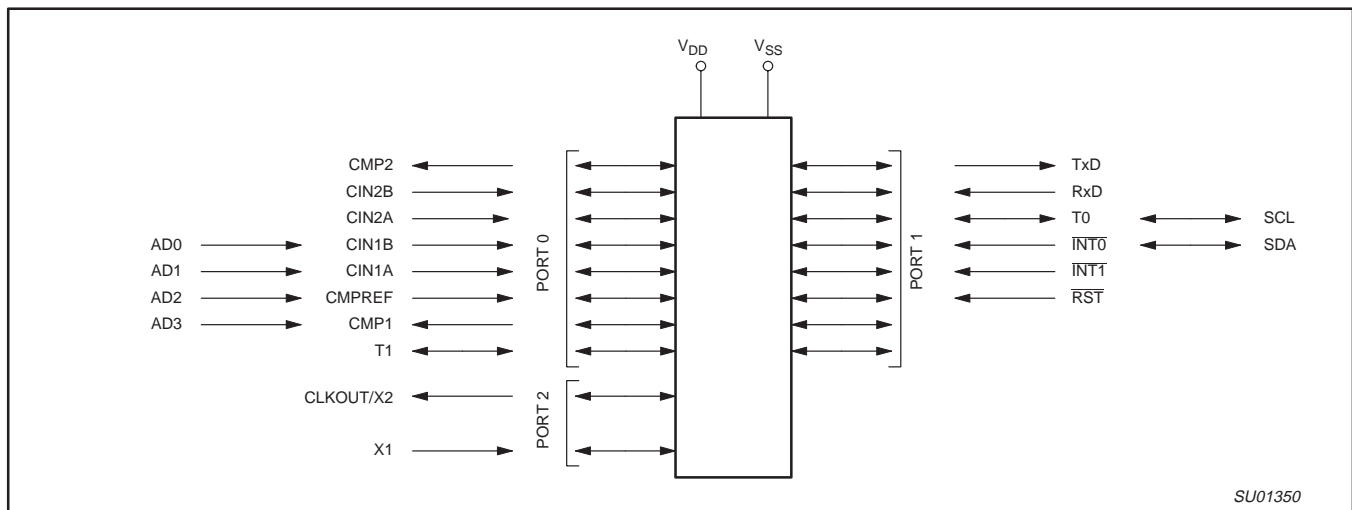 VDD
VSS
CMP2
CIN2B
CIN2A
AD0
CIN1B
AD1
CIN1A
AD2
CMPREF
AD3
CMP1
T1
PORT 0
CLKOUT/X2
X1
PORT 2
PORT 1
TxD
RxD
T0
SCL
INT0
SDA
INT1
RST
SU01350